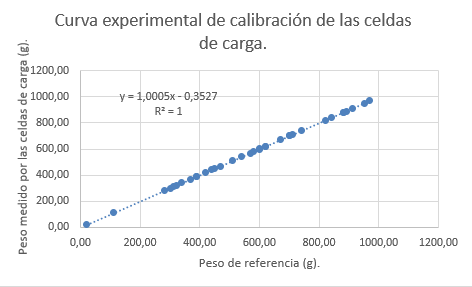 Curva experimental de calibración de las celdas
de carga.
Peso medido por las celdas de carga (g).
1200,00
1000,00
800,00
600,00
400,00
200,00
0,00
y = 1,0005x - 0,3527
R² = 1
0,00 200,00 400,00 600,00 800,00 1000,00 1200,00
Peso de referencia (g).